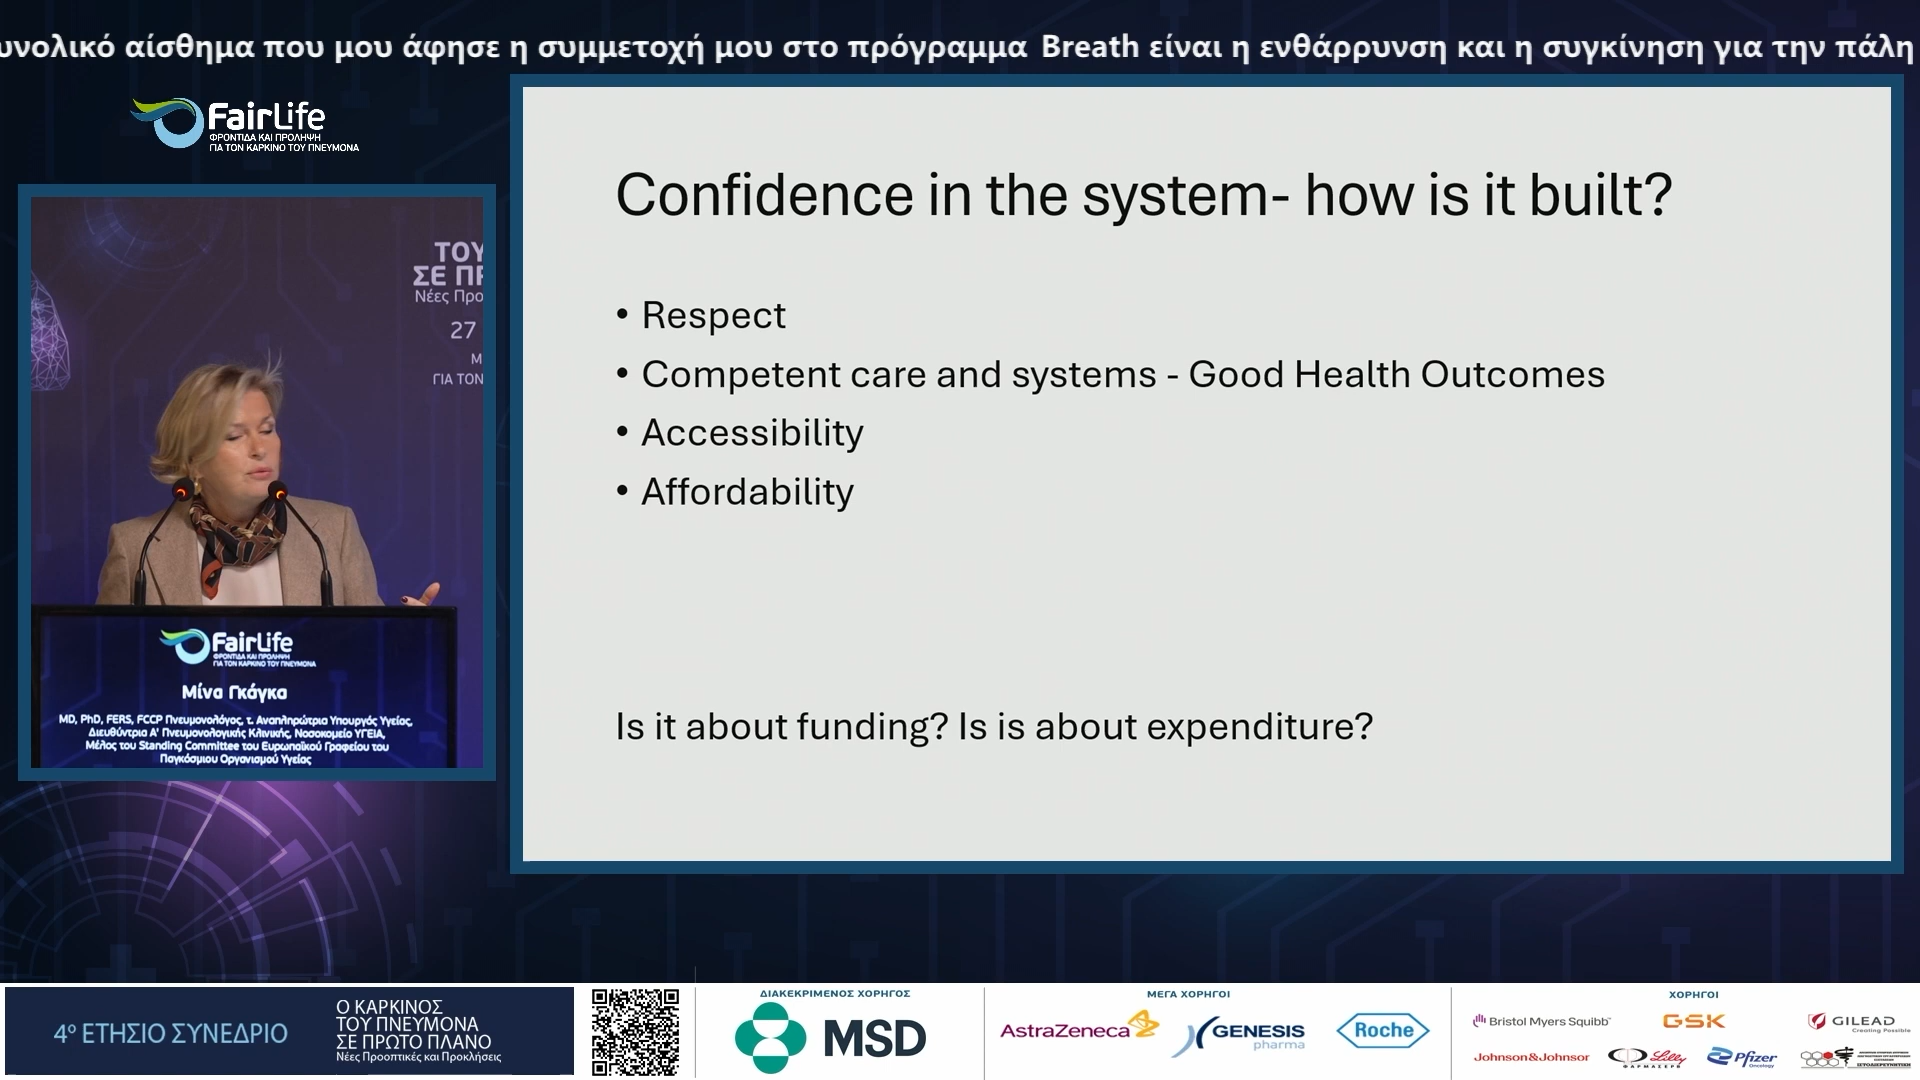 υνολικό αίσθημα που μου άφησε η συμμετοχή μου στο πρόγραμμα Breath είναι η ενθάρρυνση και η συγκίνηση για την πάλη
FairLife
ΦΡΟΝΤΙΔΑ ΚΑΙ ΠΡΟΛΗΨΗ
ΓΙΑ ΤΟΝ ΚΑΡΚΙΝΟ ΤΟΥ ΠΝΕΥΜΟΝΑ
ΤΟΥ
ΣΕ ΠΡ
Νέες Προ
27
Μ
ΓΙΑ ΤΟΝ
FairLife
ΦΡΟΝΤΙΔΑ ΚΑΙ ΠΡΟΛΗΨΗ
ΓΙΑ ΤΟΝ ΚΑΡΚΙΝΟ ΤΟΥ ΠΝΕΥΜΟΝΑ
Μίνα Γκάγκα
MD, PhD, FERS, FCCP Πνευμονολόγος, τ. Αναπληρώτρια Υπουργός Υγείας,
Διευθύντρια Α' Πνευμονολογικής Κλινικής, Νοσοκομείο ΥΓΕΙΑ,
Μέλος του Standing Committee του Ευρωπαϊκού Γραφείου του
Παγκόσμιου Οργανισμού Υγείας
Confidence in the system- how is it built?
• Respect
• Competent care and systems - Good Health Outcomes
• Accessibility
• Affordability
Is it about funding? Is is about expenditure?
4º ΕΤΗΣΙΟ ΣΥΝΕΔΡΙΟ
Ο ΚΑΡΚΙΝΟΣ
ΤΟΥ ΠΝΕΥΜΟΝΑ
ΣΕ ΠΡΩΤΟ ΠΛΑΝΟ
Νέες Προοπτικές και Προκλήσεις
ΔΙΑΚΕΚΡΙΜΕΝΟΣ ΧΟΡΗΓΟΣ
MSD
ΜΕΓΑ ΧΟΡΗΓΟΙ
AstraZeneca
GENESIS
pharma
Roche
ΧΟΡΗΓΟΙ
Bristol Myers Squibb
GSK
GILEAD
Creating Possible
Johnson&Johnson
Lilly
ΦΑΡΜΑΣΕΡΒ
Pfizer
Oncology